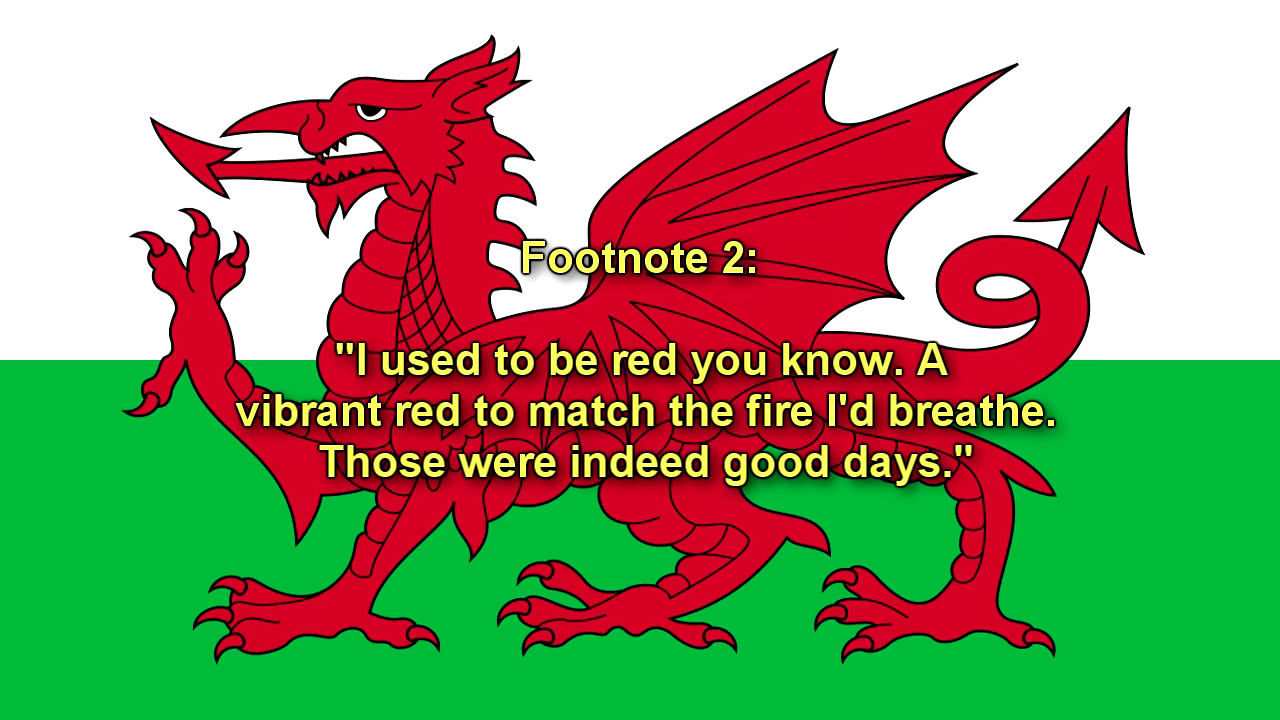 Footnote 2:
"I used to be red you know. A
vibrant red to match the fire I'd breathe.
Those were indeed good days."